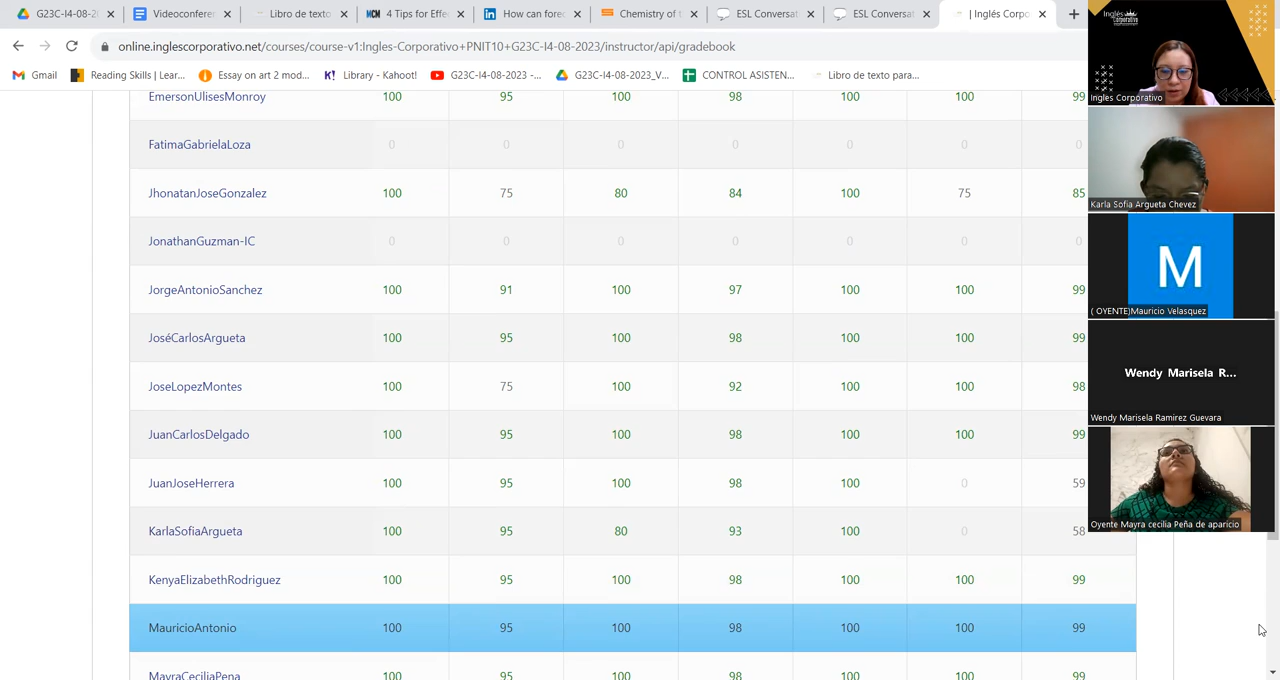 G23C-I4-08-20
Videoconferen
Libro de texto
4 Tips for Effec
How can forec
Chemistry of t
ESL Conversat
ESL Conversat
| Inglés Corpo
online.inglescorporativo.net/courses/course-v1:Ingles-Corporativo+PNIT10+G23C-I4-08-2023/instructor/api/gradebook
Gmail
Reading Skills | Lear...
Essay on art 2 mod...
Library - Kahoot!
G23C-I4-08-2023 -...
G23C-I4-08-2023_V...
CONTROL ASISTEN...
Libro de texto para...
EmersonUlisesMonroy 100 95 100 98 100 100 99
FatimaGabrielaLoza 0 0 0 0 0 0 0
JhonatanJoseGonzalez 100 75 80 84 100 75 85
JonathanGuzman-IC 0 0 0 0 0 0 0
JorgeAntonioSanchez 100 91 100 97 100 100 99
JoséCarlosArgueta 100 95 100 98 100 100 99
JoseLopezMontes 100 75 100 92 100 100 98
JuanCarlosDelgado 100 95 100 98 100 100 99
JuanJoseHerrera 100 95 100 98 100 0 59
KarlaSofiaArgueta 100 95 80 93 100 0 58
KenyaElizabethRodriguez 100 95 100 98 100 100 99
MauricioAntonio 100 95 100 98 100 100 99
MayraCeciliaPena 100 95 100 98 100 100 99
Inglés
Corporativo
Ingles Corporativo
Karla Sofia Argueta Chevez
M
( OYENTE)Mauricio Velasquez
Wendy Marisela R...
Wendy Marisela Ramirez Guevara
Oyente Mayra cecilia Peña de aparicio